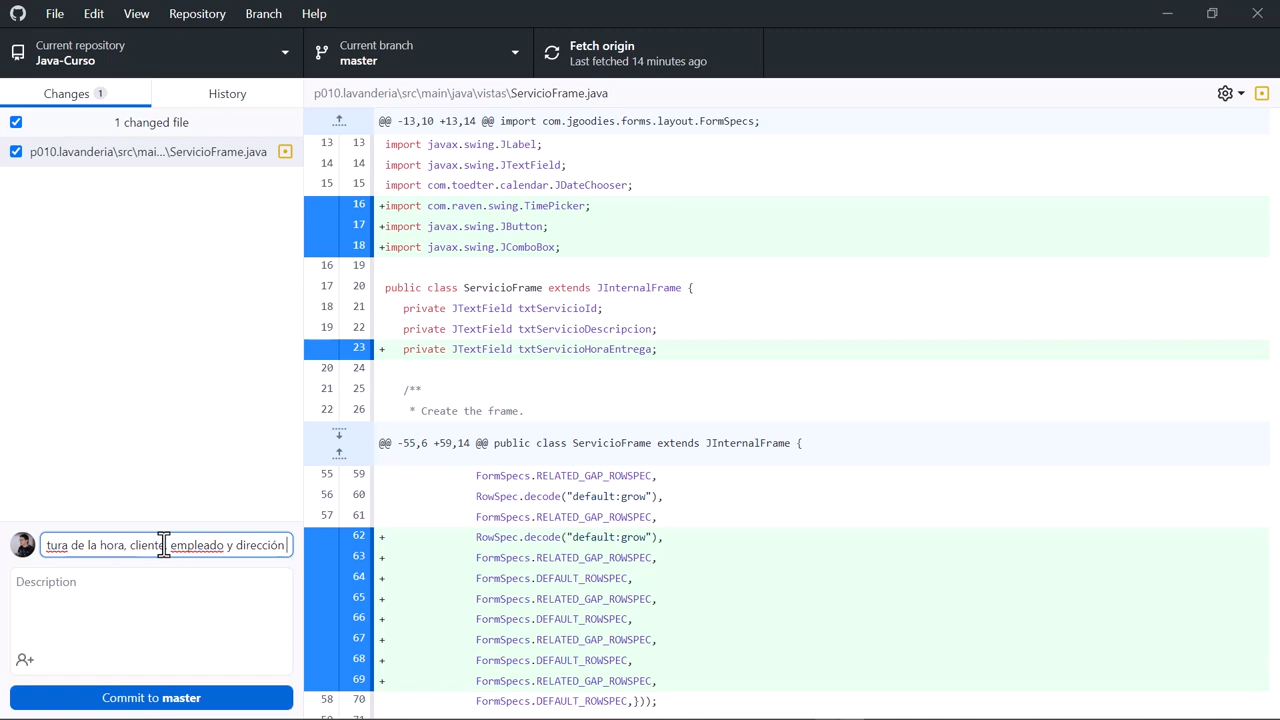 File Edit View Repository Branch Help
Current repository
Java-Curso
Current branch
master
Fetch origin
Last fetched 14 minutes ago
Changes 1
History
p010.lavanderia\src\main\java\vistas\ServicioFrame.java
1 changed file
p010.lavanderia\src\mai...\ServicioFrame.java
@@ -13,10 +13,14 @@ import com.jgoodies.forms.layout.FormSpecs;
13 13 import javax.swing.JLabel;
14 14 import javax.swing.JTextField;
15 15 import com.toedter.calendar.JDateChooser;
16 +import com.raven.swing.TimePicker;
17 +import javax.swing.JButton;
18 +import javax.swing.JComboBox;
16 19
17 20 public class ServicioFrame extends JInternalFrame {
18 21 private JTextField txtServicioId;
19 22 private JTextField txtServicioDescripcion;
23 + private JTextField txtServicioHoraEntrega;
20 24
21 25 /**
22 26 * Create the frame.
@@ -55,6 +59,14 @@ public class ServicioFrame extends JInternalFrame {
55 59 FormSpecs.RELATED_GAP_ROWSPEC,
56 60 RowSpec.decode("default:grow"),
57 61 FormSpecs.RELATED_GAP_ROWSPEC,
62 + RowSpec.decode("default:grow"),
63 + FormSpecs.RELATED_GAP_ROWSPEC,
64 + FormSpecs.DEFAULT_ROWSPEC,
65 + FormSpecs.RELATED_GAP_ROWSPEC,
66 + FormSpecs.DEFAULT_ROWSPEC,
67 + FormSpecs.RELATED_GAP_ROWSPEC,
68 + FormSpecs.DEFAULT_ROWSPEC,
69 + FormSpecs.RELATED_GAP_ROWSPEC,
58 70 FormSpecs.DEFAULT_ROWSPEC,}));
tura de la hora, cliente, empleado y dirección
Description
Commit to master